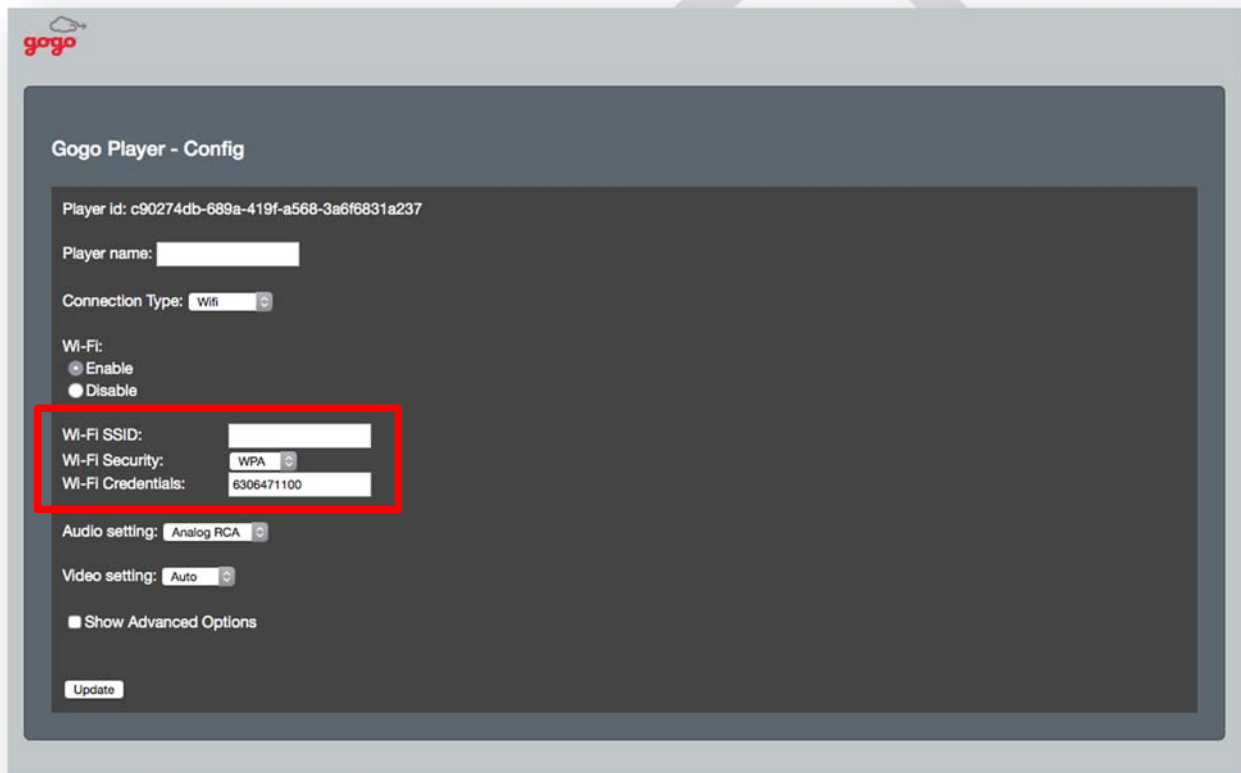 gogo
Gogo Player - Config
Player id: c90274db-689a-419f-a568-3a6f6831a237
Player name:
Connection Type: Wifi
Wi-Fi:
Enable
Disable
Wi-Fi SSID:
Wi-Fi Security: WPA
Wi-Fi Credentials: 6306471100
Audio setting: Analog RCA
Video setting: Auto
Show Advanced Options
Update